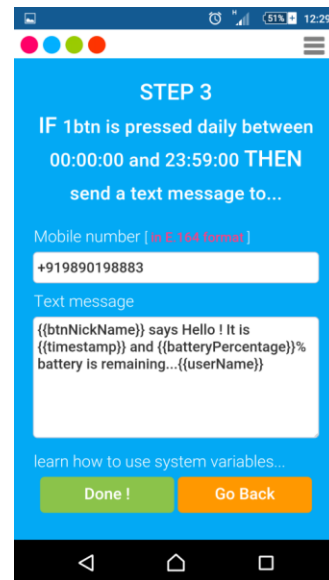 H
51%
12:29
STEP 3
IF 1btn is pressed daily between
00:00:00 and 23:59:00 THEN
send a text message to...
Mobile number [ in E.164 format ]
+919890198883
Text message
{{btnNickName}} says Hello ! It is
{{timestamp}} and {{batteryPercentage}}%
battery is remaining...{{userName}}
learn how to use system variables...
Done !
Go Back